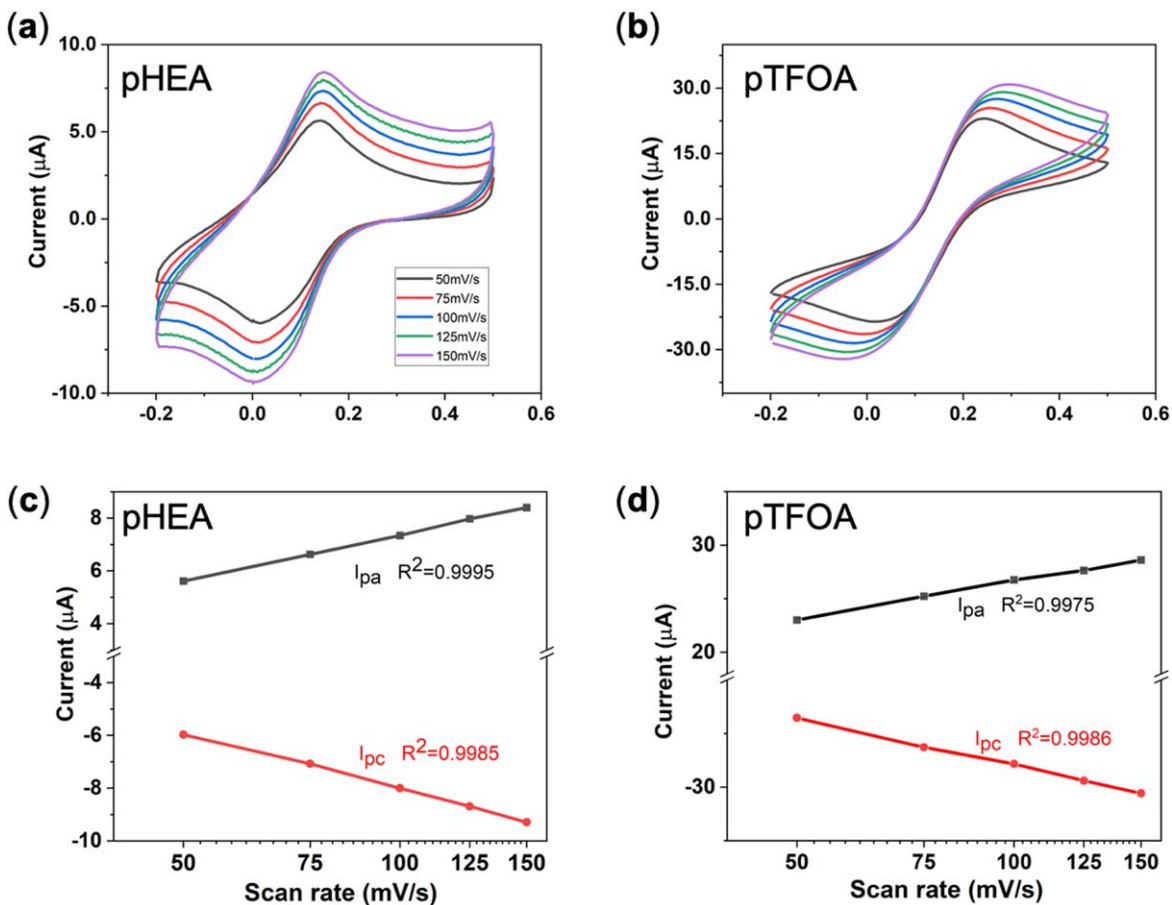 (a)
pHEA
10.0
5.0
0.0
-5.0
-10.0
Current (μA)
-0.2 0.0 0.2 0.4 0.6
50mV/s
75mV/s
100mV/s
125mV/s
150mV/s
(b)
pTFOA
30.0
15.0
0.0
-15.0
-30.0
Current (μA)
-0.2 0.0 0.2 0.4 0.6
(c)
pHEA
8
6
4
-4
-6
-8
-10
Current (μA)
Ipa R²=0.9995
Ipc R²=0.9985
50 75 100 125 150
Scan rate (mV/s)
(d)
pTFOA
30
20
-30
Current (μA)
Ipa R²=0.9975
Ipc R²=0.9986
50 75 100 125 150
Scan rate (mV/s)